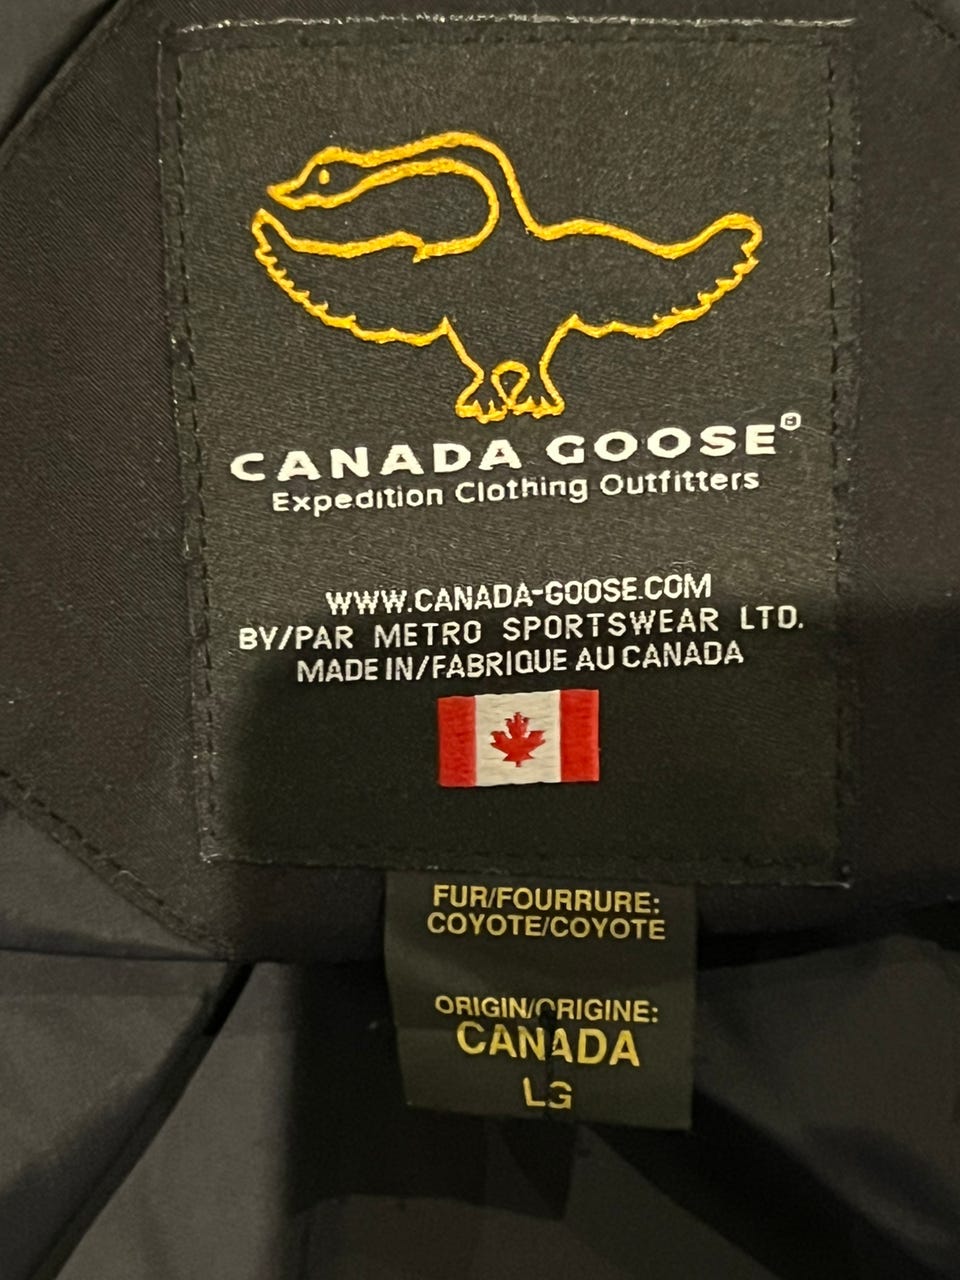 CANADA GOOSE®
Expedition Clothing Outfitters
WWW.CANADA-GOOSE.COM
BY/PAR METRO SPORTSWEAR LTD.
MADE IN/FABRIQUE AU CANADA
FUR/FOURRURE:
COYOTE/COYOTE
ORIGIN/ORIGINE:
CANADA
LG